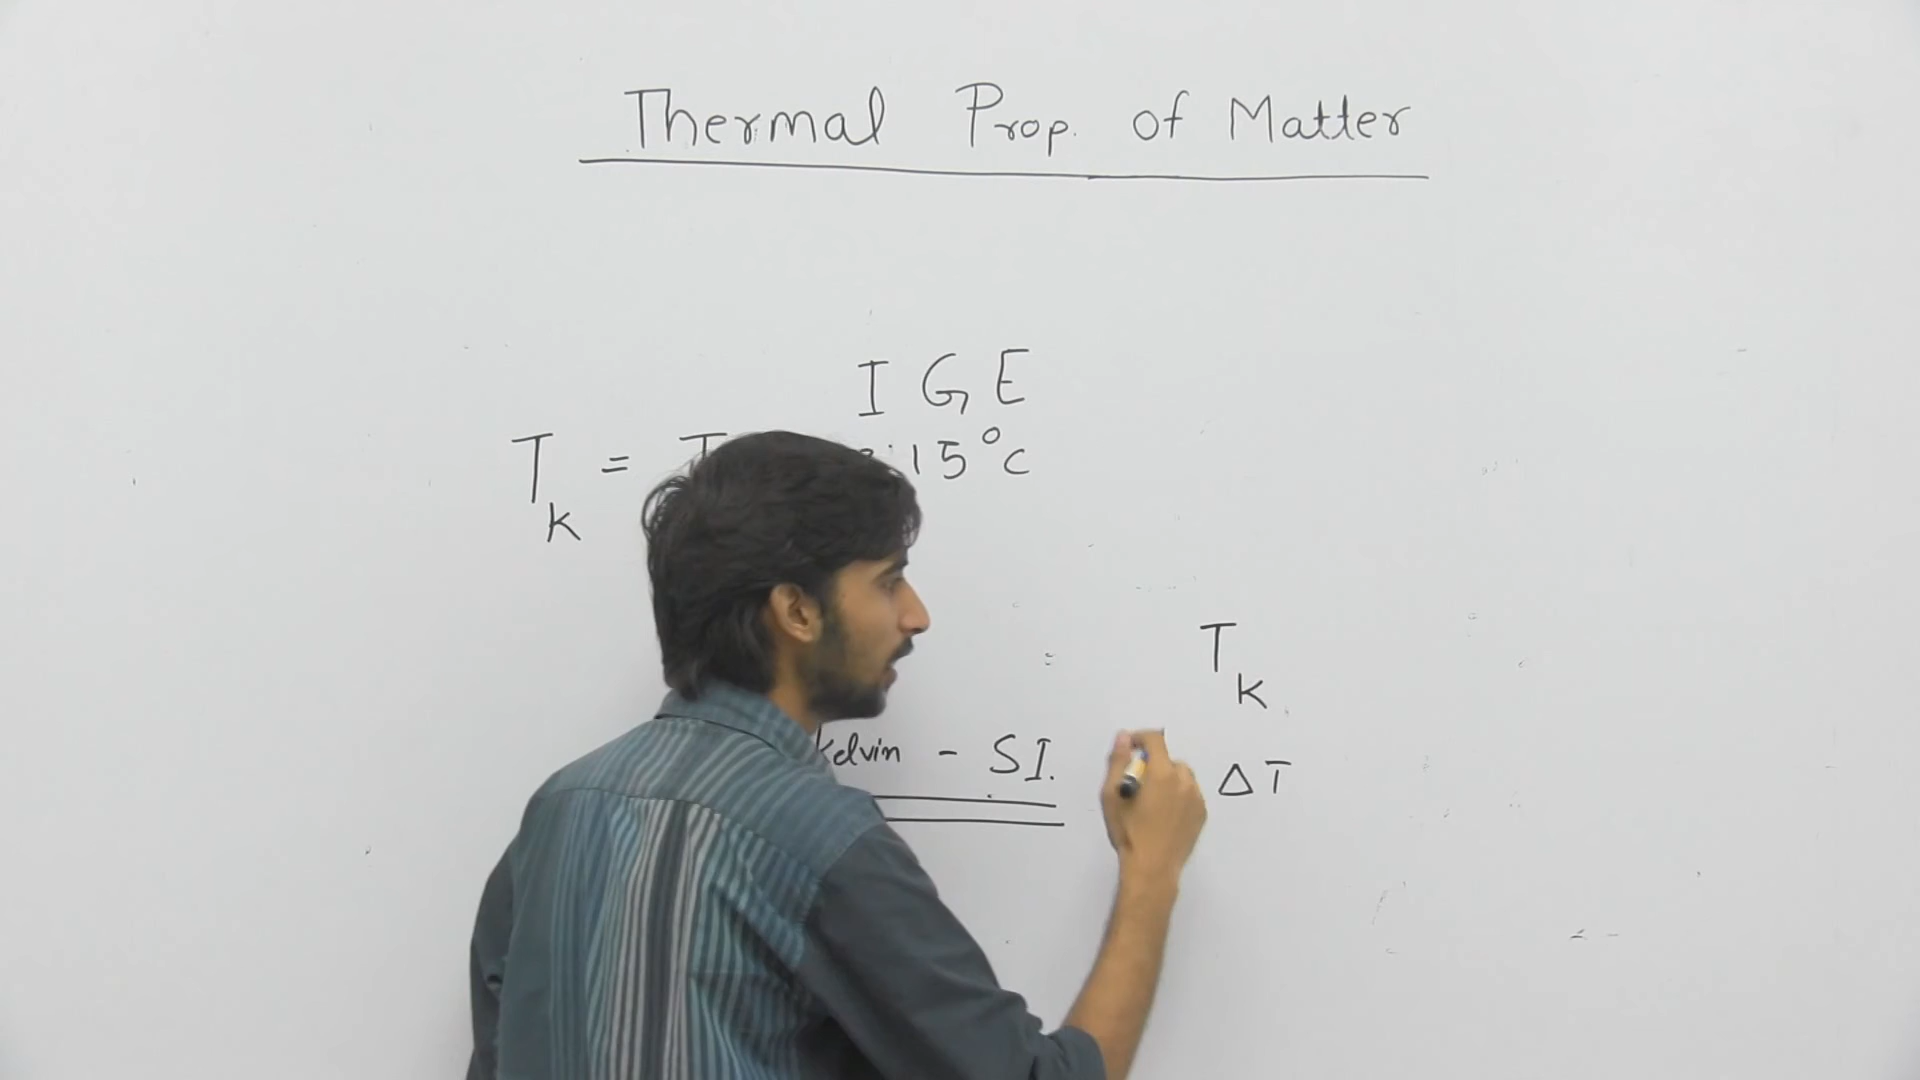 Thermal Prop. of Matter
I G E
T K = 15°C
T K
Kelvin - SI.
ΔT